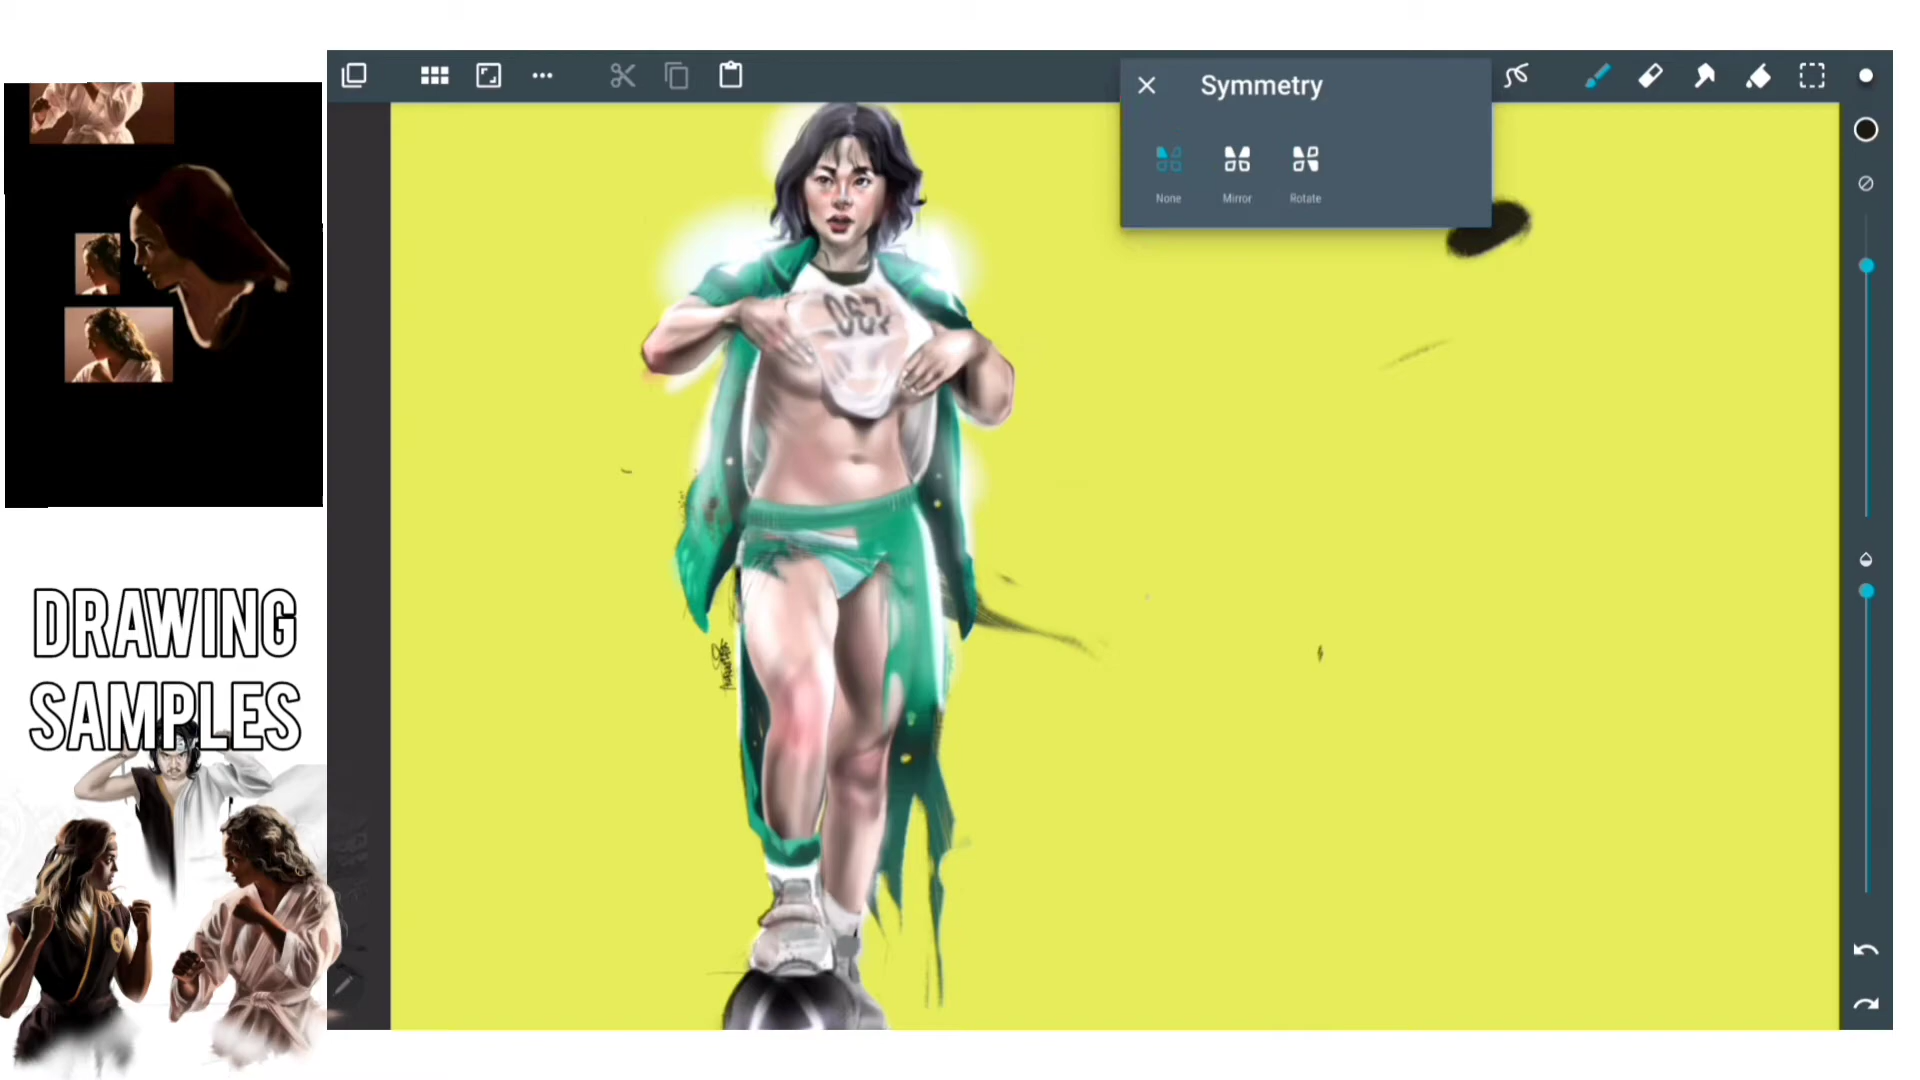 Symmetry
None
Mirror
Rotate
067
DRAWING
SAMPLES